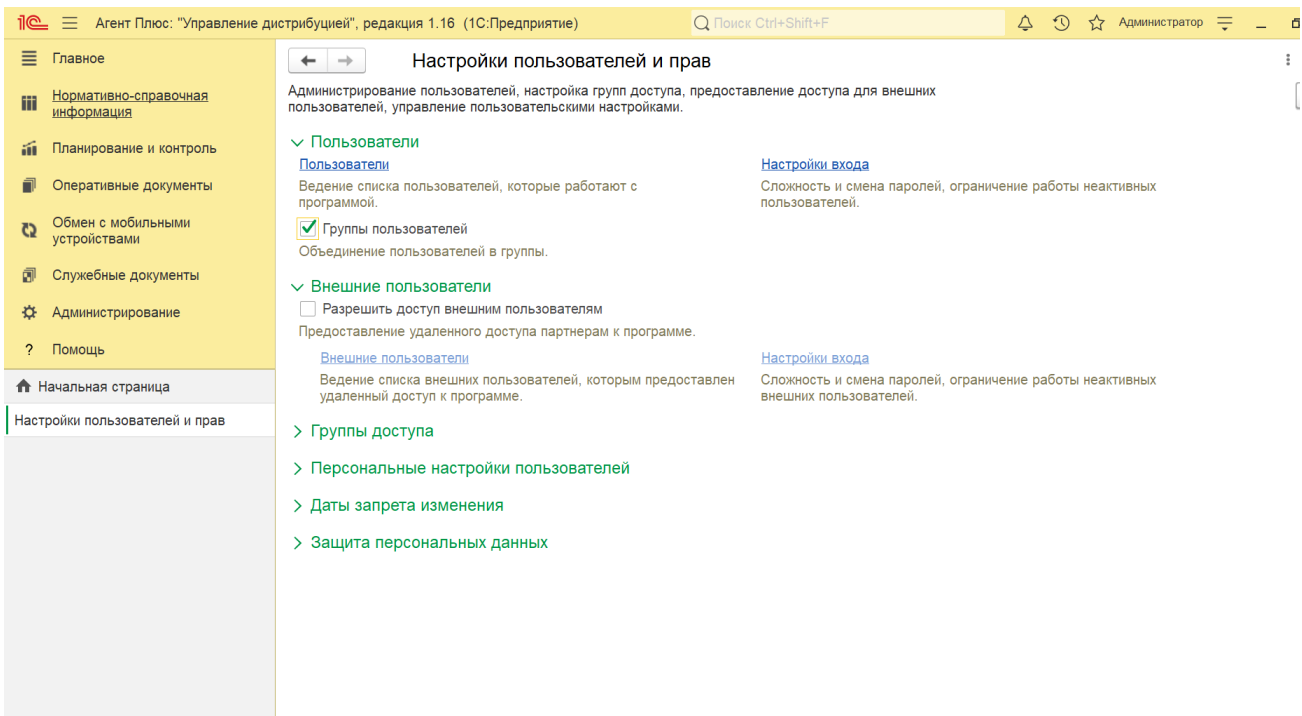 1С Агент Плюс: "Управление дистрибуцией", редакция 1.16 (1С:Предприятие)
Поиск Ctrl+Shift+F
Администратор
Главное
Нормативно-справочная
информация
Планирование и контроль
Оперативные документы
Обмен с мобильными
устройствами
Служебные документы
Администрирование
? Помощь
Начальная страница
Настройки пользователей и прав
Настройки пользователей и прав
Администрирование пользователей, настройка групп доступа, предоставление доступа для внешних
пользователей, управление пользовательскими настройками.
Пользователи
Пользователи
Ведение списка пользователей, которые работают с
программой.
Настройки входа
Сложность и смена паролей, ограничение работы неактивных
пользователей.
Группы пользователей
Объединение пользователей в группы.
Внешние пользователи
Разрешить доступ внешним пользователям
Предоставление удаленного доступа партнерам к программе.
Внешние пользователи
Ведение списка внешних пользователей, которым предоставлен
удаленный доступ к программе.
Настройки входа
Сложность и смена паролей, ограничение работы неактивных
внешних пользователей.
Группы доступа
Персональные настройки пользователей
Даты запрета изменения
Защита персональных данных